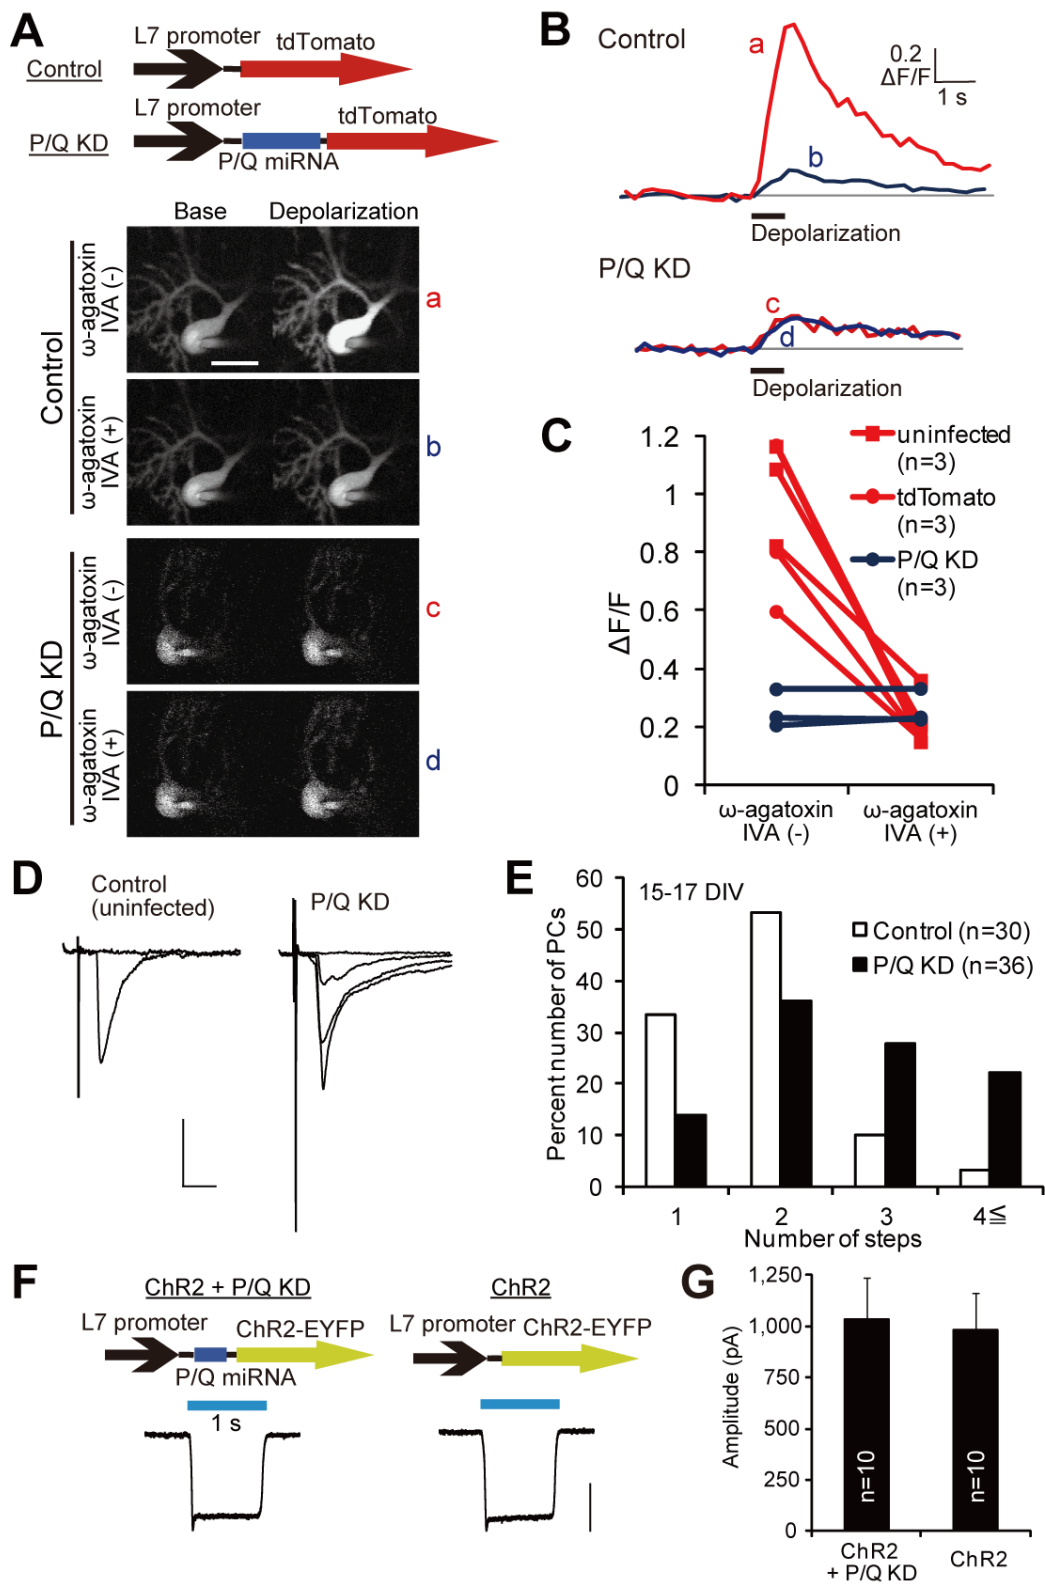 A
L7 promoter
tdTomato
Control
L7 promoter
tdTomato
P/Q KD
P/Q miRNA
Base
Depolarization
Control
ω-agatoxin
IVA (-)
a
ω-agatoxin
IVA (+)
b
P/Q KD
ω-agatoxin
IVA (-)
c
ω-agatoxin
IVA (+)
d
B
Control
a
b
0.2
ΔF/F
1 s
Depolarization
P/Q KD
c
d
Depolarization
C
ΔF/F
1.2
1
0.8
0.6
0.4
0.2
0
uninfected
(n=3)
tdTomato
(n=3)
P/Q KD
(n=3)
ω-agatoxin
IVA (-)
ω-agatoxin
IVA (+)
D
Control
(uninfected)
P/Q KD
E
Percent number of PCs
60
50
40
30
20
10
0
15-17 DIV
Control (n=30)
P/Q KD (n=36)
1
2
3
4≦
Number of steps
F
ChR2 + P/Q KD
L7 promoter
ChR2-EYFP
P/Q miRNA
1 s
ChR2
L7 promoter
ChR2-EYFP
G
Amplitude (pA)
1,250
1,000
750
500
250
0
n=10
n=10
ChR2
+ P/Q KD
ChR2